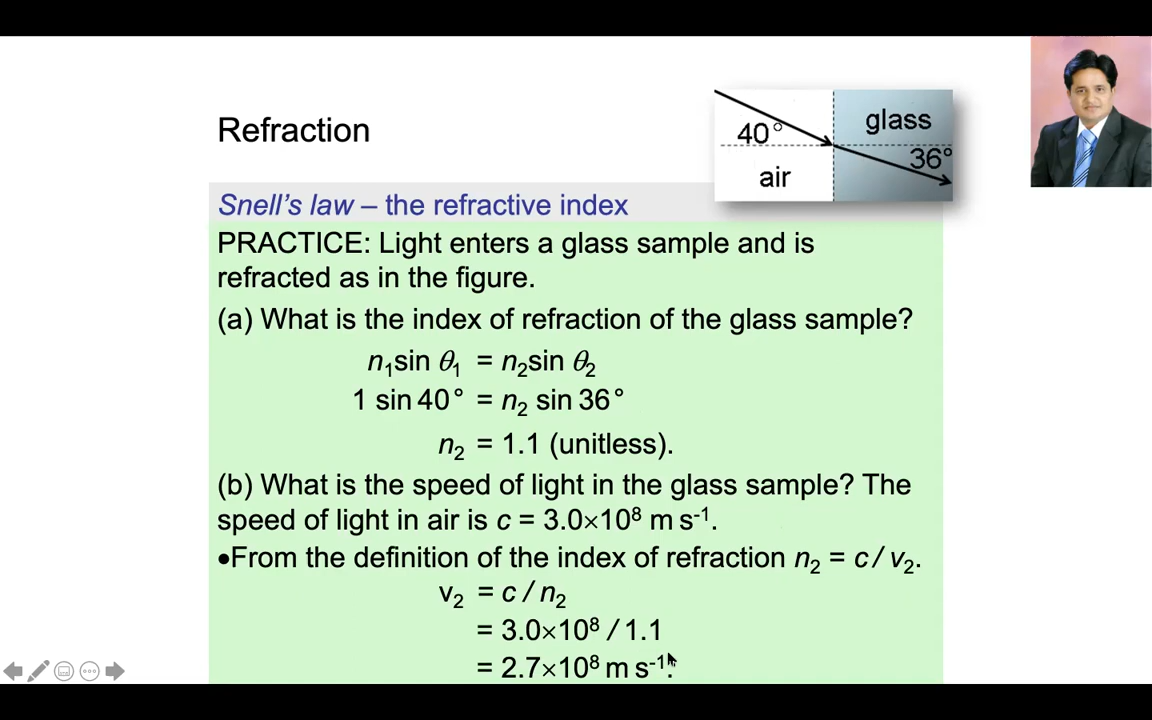 Refraction
40°
glass
36°
air
Snell's law – the refractive index
PRACTICE: Light enters a glass sample and is
refracted as in the figure.
(a) What is the index of refraction of the glass sample?
n₁sin θ₁ = n₂sin θ₂
1 sin 40° = n₂ sin 36°
n₂ = 1.1 (unitless).
(b) What is the speed of light in the glass sample? The
speed of light in air is c = 3.0×10⁸ m s⁻¹.
•From the definition of the index of refraction n₂ = c / v₂.
v₂ = c / n₂
= 3.0×10⁸ / 1.1
= 2.7×10⁸ m s⁻¹.